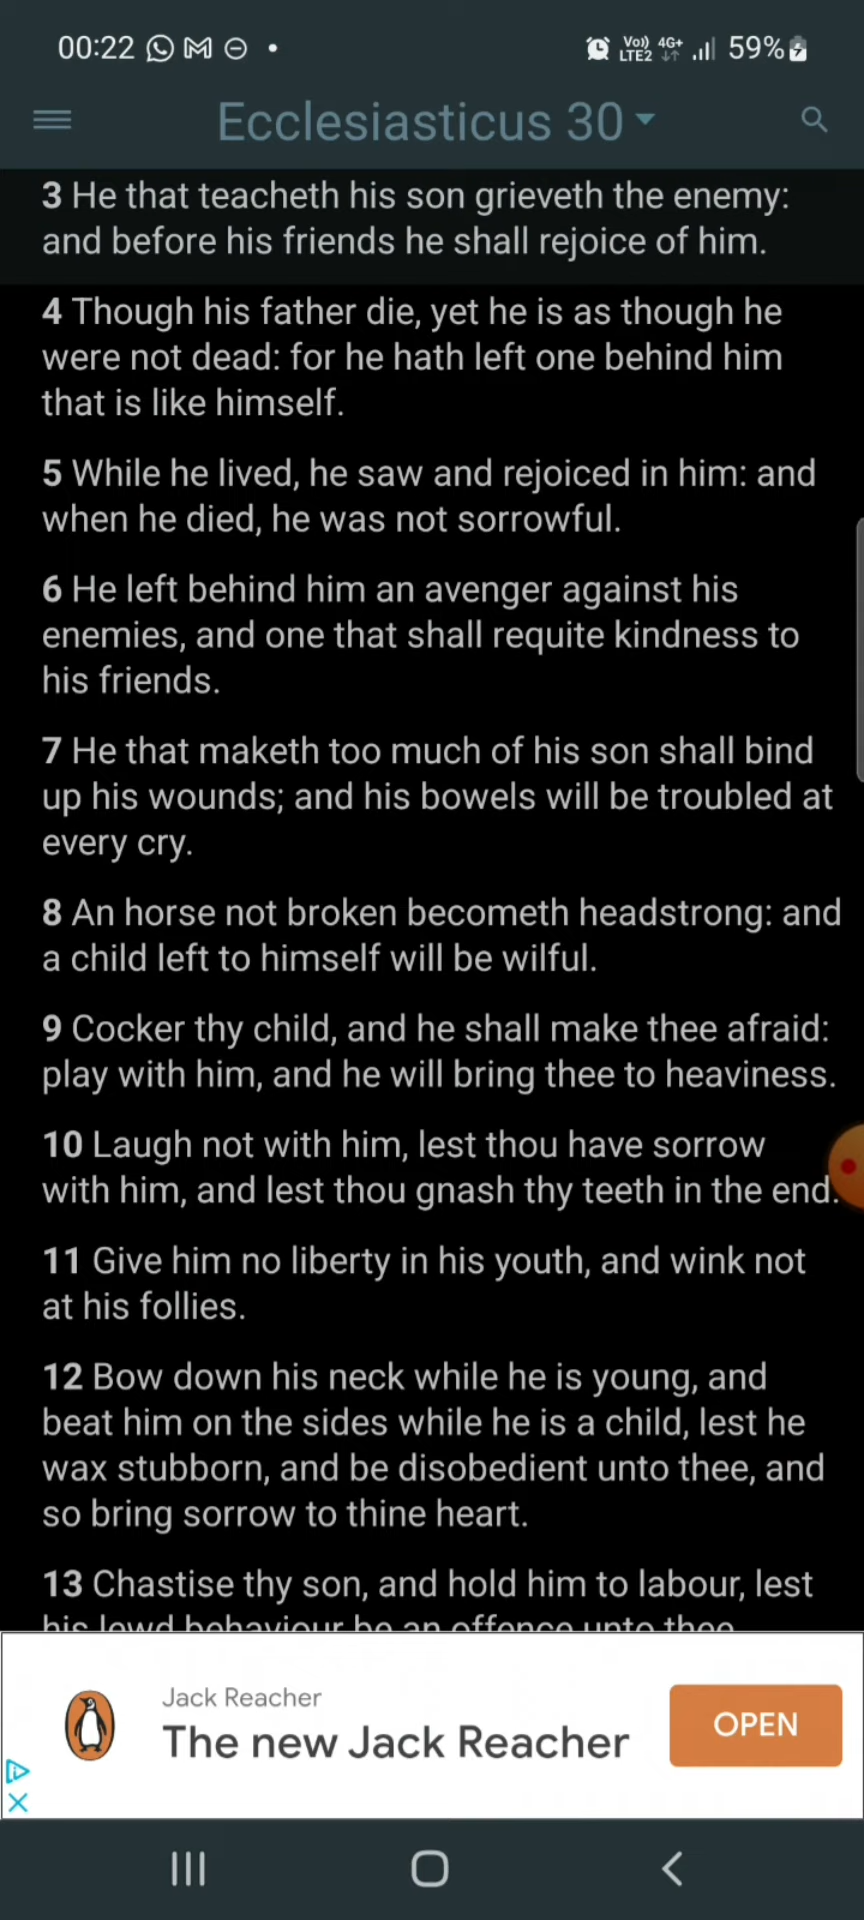 00:22
Vo)) 4G+ 59%
LTE2
Ecclesiasticus 30
3 He that teacheth his son grieveth the enemy:
and before his friends he shall rejoice of him.
4 Though his father die, yet he is as though he
were not dead: for he hath left one behind him
that is like himself.
5 While he lived, he saw and rejoiced in him: and
when he died, he was not sorrowful.
6 He left behind him an avenger against his
enemies, and one that shall requite kindness to
his friends.
7 He that maketh too much of his son shall bind
up his wounds; and his bowels will be troubled at
every cry.
8 An horse not broken becometh headstrong: and
a child left to himself will be wilful.
9 Cocker thy child, and he shall make thee afraid:
play with him, and he will bring thee to heaviness.
10 Laugh not with him, lest thou have sorrow
with him, and lest thou gnash thy teeth in the end.
11 Give him no liberty in his youth, and wink not
at his follies.
12 Bow down his neck while he is young, and
beat him on the sides while he is a child, lest he
wax stubborn, and be disobedient unto thee, and
so bring sorrow to thine heart.
13 Chastise thy son, and hold him to labour, lest
his lewd behaviour be an offence unto thee.
Jack Reacher
The new Jack Reacher
OPEN